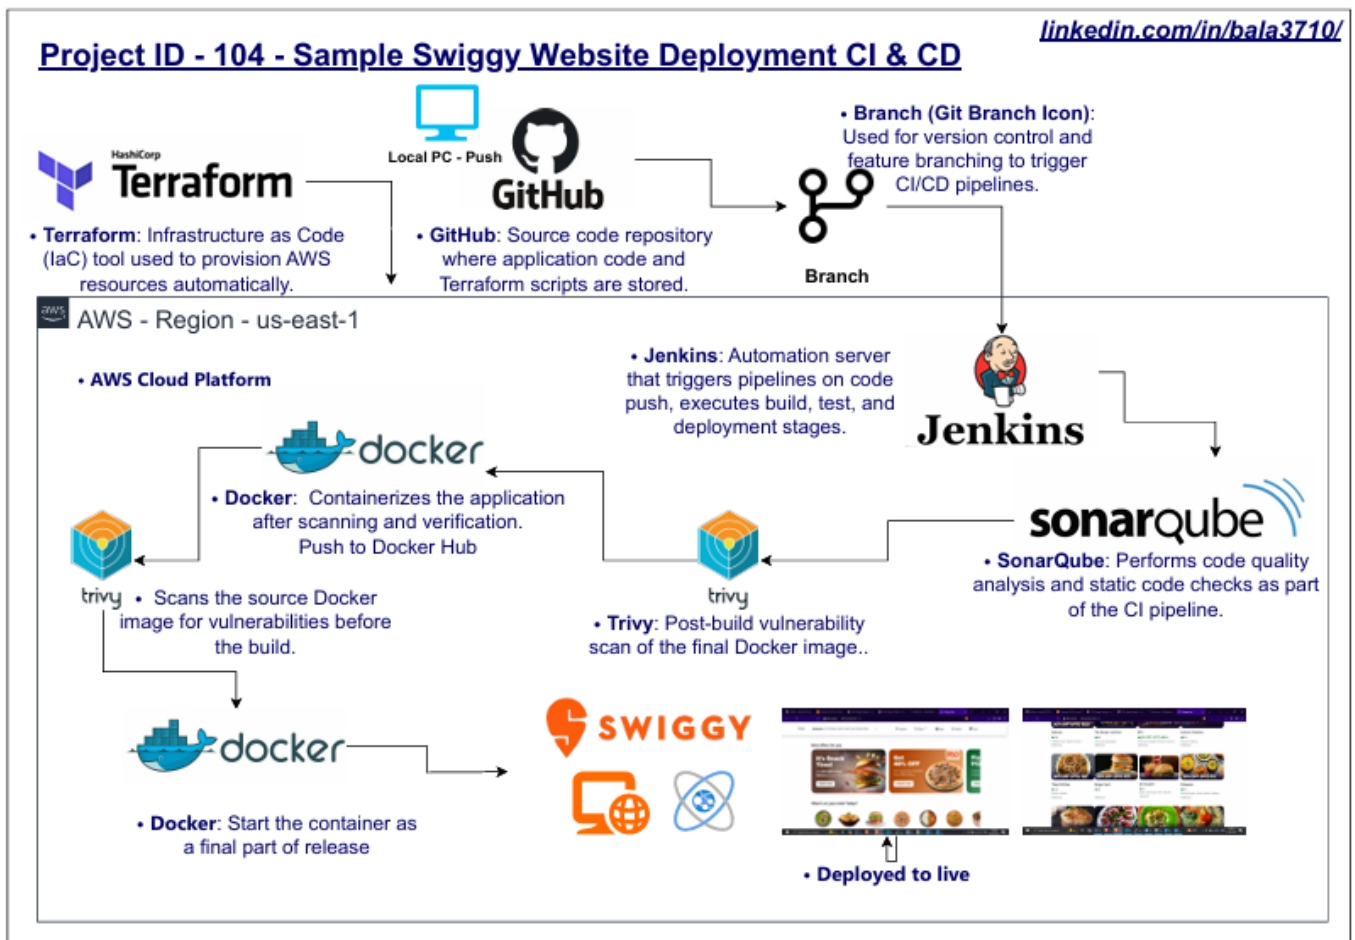 linkedin.com/in/bala3710/
Project ID - 104 - Sample Swiggy Website Deployment CI & CD
Local PC - Push
GitHub
HashiCorp
Terraform
• Branch (Git Branch Icon):
Used for version control and
feature branching to trigger
CI/CD pipelines.
• Terraform: Infrastructure as Code
(IaC) tool used to provision AWS
resources automatically.
• GitHub: Source code repository
where application code and
Terraform scripts are stored.
Branch
aws
AWS - Region - us-east-1
• AWS Cloud Platform
• Jenkins: Automation server
that triggers pipelines on code
push, executes build, test, and
deployment stages.
Jenkins
docker
• Docker:  Containerizes the application
after scanning and verification.
Push to Docker Hub
sonarqube
• SonarQube: Performs code quality
analysis and static code checks as part
of the CI pipeline.
trivy
• Scans the source Docker
image for vulnerabilities before
the build.
trivy
• Trivy: Post-build vulnerability
scan of the final Docker image..
docker
• Docker: Start the container as
a final part of release
SWIGGY
• Deployed to live